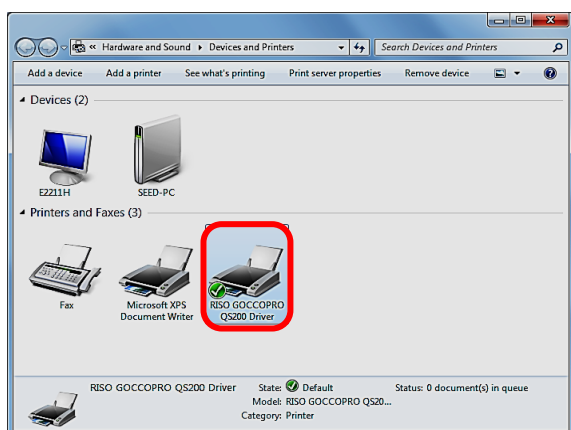 « Hardware and Sound ▸ Devices and Printers Search Devices and Printers
Add a device Add a printer See what's printing Print server properties Remove device
Devices (2)
E2211H SEED-PC
Printers and Faxes (3)
Fax Microsoft XPS RISO GOCCOPRO
Document Writer QS200 Driver
RISO GOCCOPRO QS200 Driver State: Default Status: 0 document(s) in queue
Model: RISO GOCCOPRO QS20...
Category: Printer